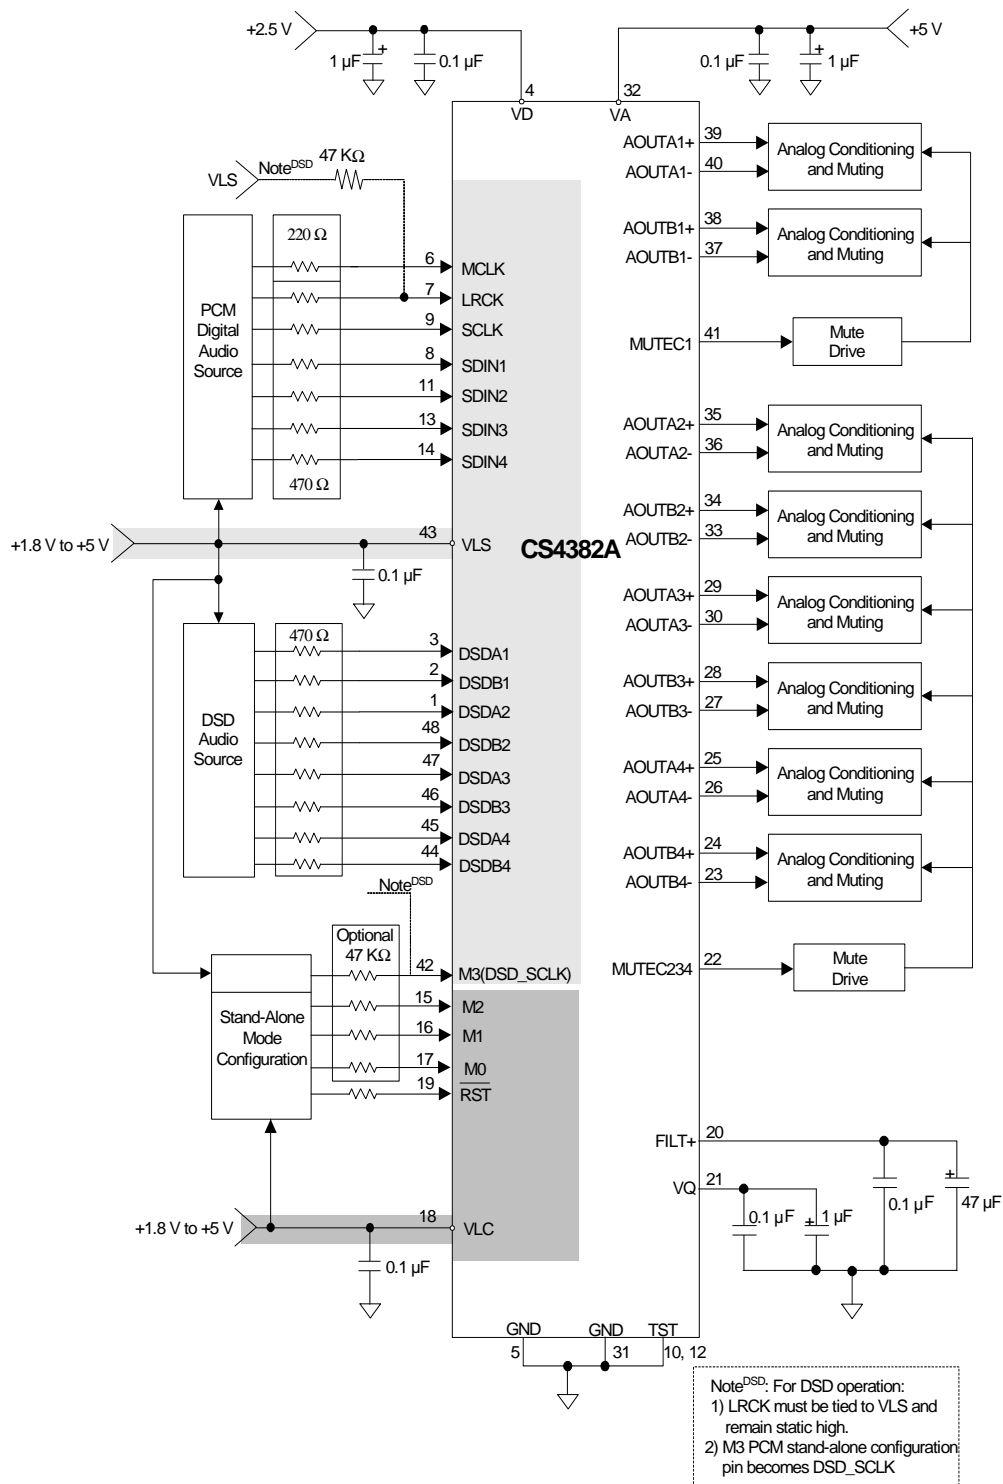 +2.5 V
1 µF
+
0.1 µF
4
VD
+5 V
0.1 µF
+
1 µF
32
VA
VLS
Note^DSD
47 KΩ
PCM
Digital
Audio
Source
220 Ω
470 Ω
6
MCLK
7
LRCK
9
SCLK
8
SDIN1
11
SDIN2
13
SDIN3
14
SDIN4
+1.8 V to +5 V
43
VLS
0.1 µF
CS4382A
DSD
Audio
Source
470 Ω
3
DSDA1
2
DSDB1
1
DSDA2
48
DSDB2
47
DSDA3
46
DSDB3
45
DSDA4
44
DSDB4
Note^DSD
Optional
47 KΩ
Stand-Alone
Mode
Configuration
42
M3(DSD_SCLK)
15
M2
16
M1
17
M0
19
RST
+1.8 V to +5 V
18
VLC
0.1 µF
AOUTA1+
39
AOUTA1-
40
Analog Conditioning
and Muting
AOUTB1+
38
AOUTB1-
37
Analog Conditioning
and Muting
MUTEC1
41
Mute
Drive
AOUTA2+
35
AOUTA2-
36
Analog Conditioning
and Muting
AOUTB2+
34
AOUTB2-
33
Analog Conditioning
and Muting
AOUTA3+
29
AOUTA3-
30
Analog Conditioning
and Muting
AOUTB3+
28
AOUTB3-
27
Analog Conditioning
and Muting
AOUTA4+
25
AOUTA4-
26
Analog Conditioning
and Muting
AOUTB4+
24
AOUTB4-
23
Analog Conditioning
and Muting
MUTEC234
22
Mute
Drive
FILT+
20
VQ
21
0.1 µF
+
1 µF
0.1 µF
+
47 µF
GND
5
GND
31
TST
10, 12
Note^DSD: For DSD operation:
1) LRCK must be tied to VLS and
remain static high.
2) M3 PCM stand-alone configuration
pin becomes DSD_SCLK